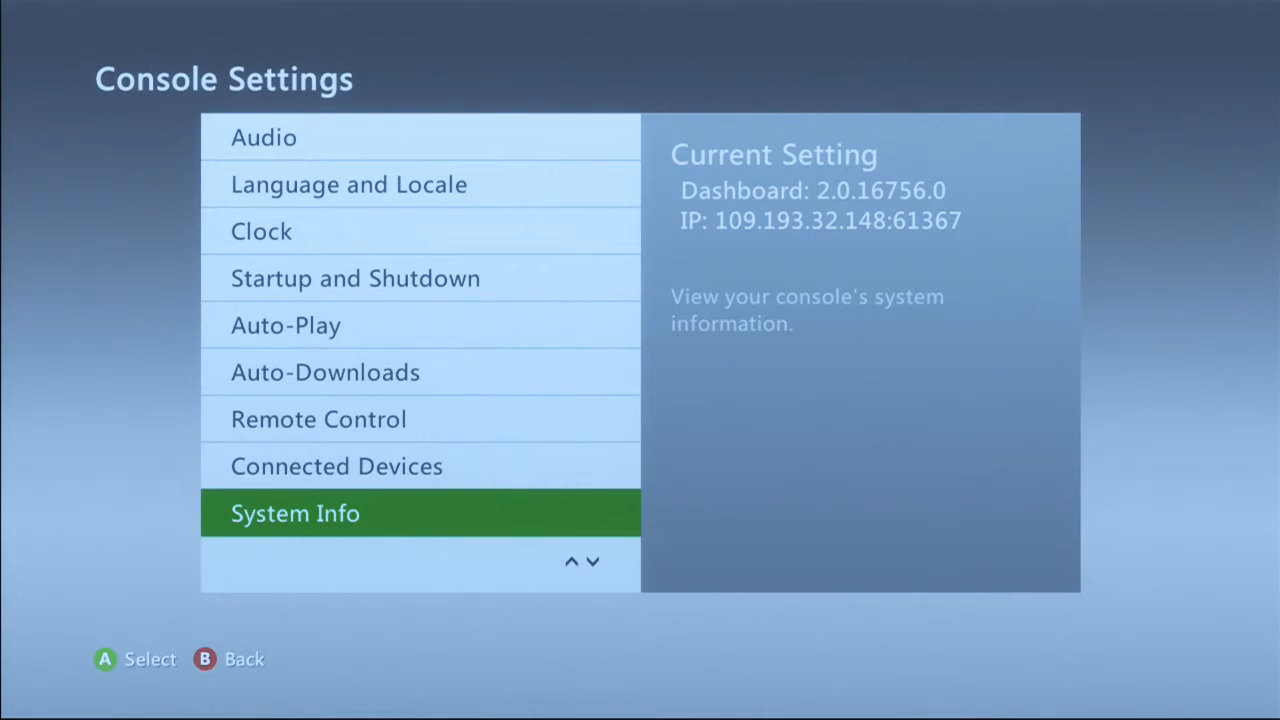 Console Settings
Audio
Language and Locale
Clock
Startup and Shutdown
Auto-Play
Auto-Downloads
Remote Control
Connected Devices
System Info
Current Setting
Dashboard: 2.0.16756.0
IP: 109.193.32.148:61367
View your console's system
information.
A Select B Back